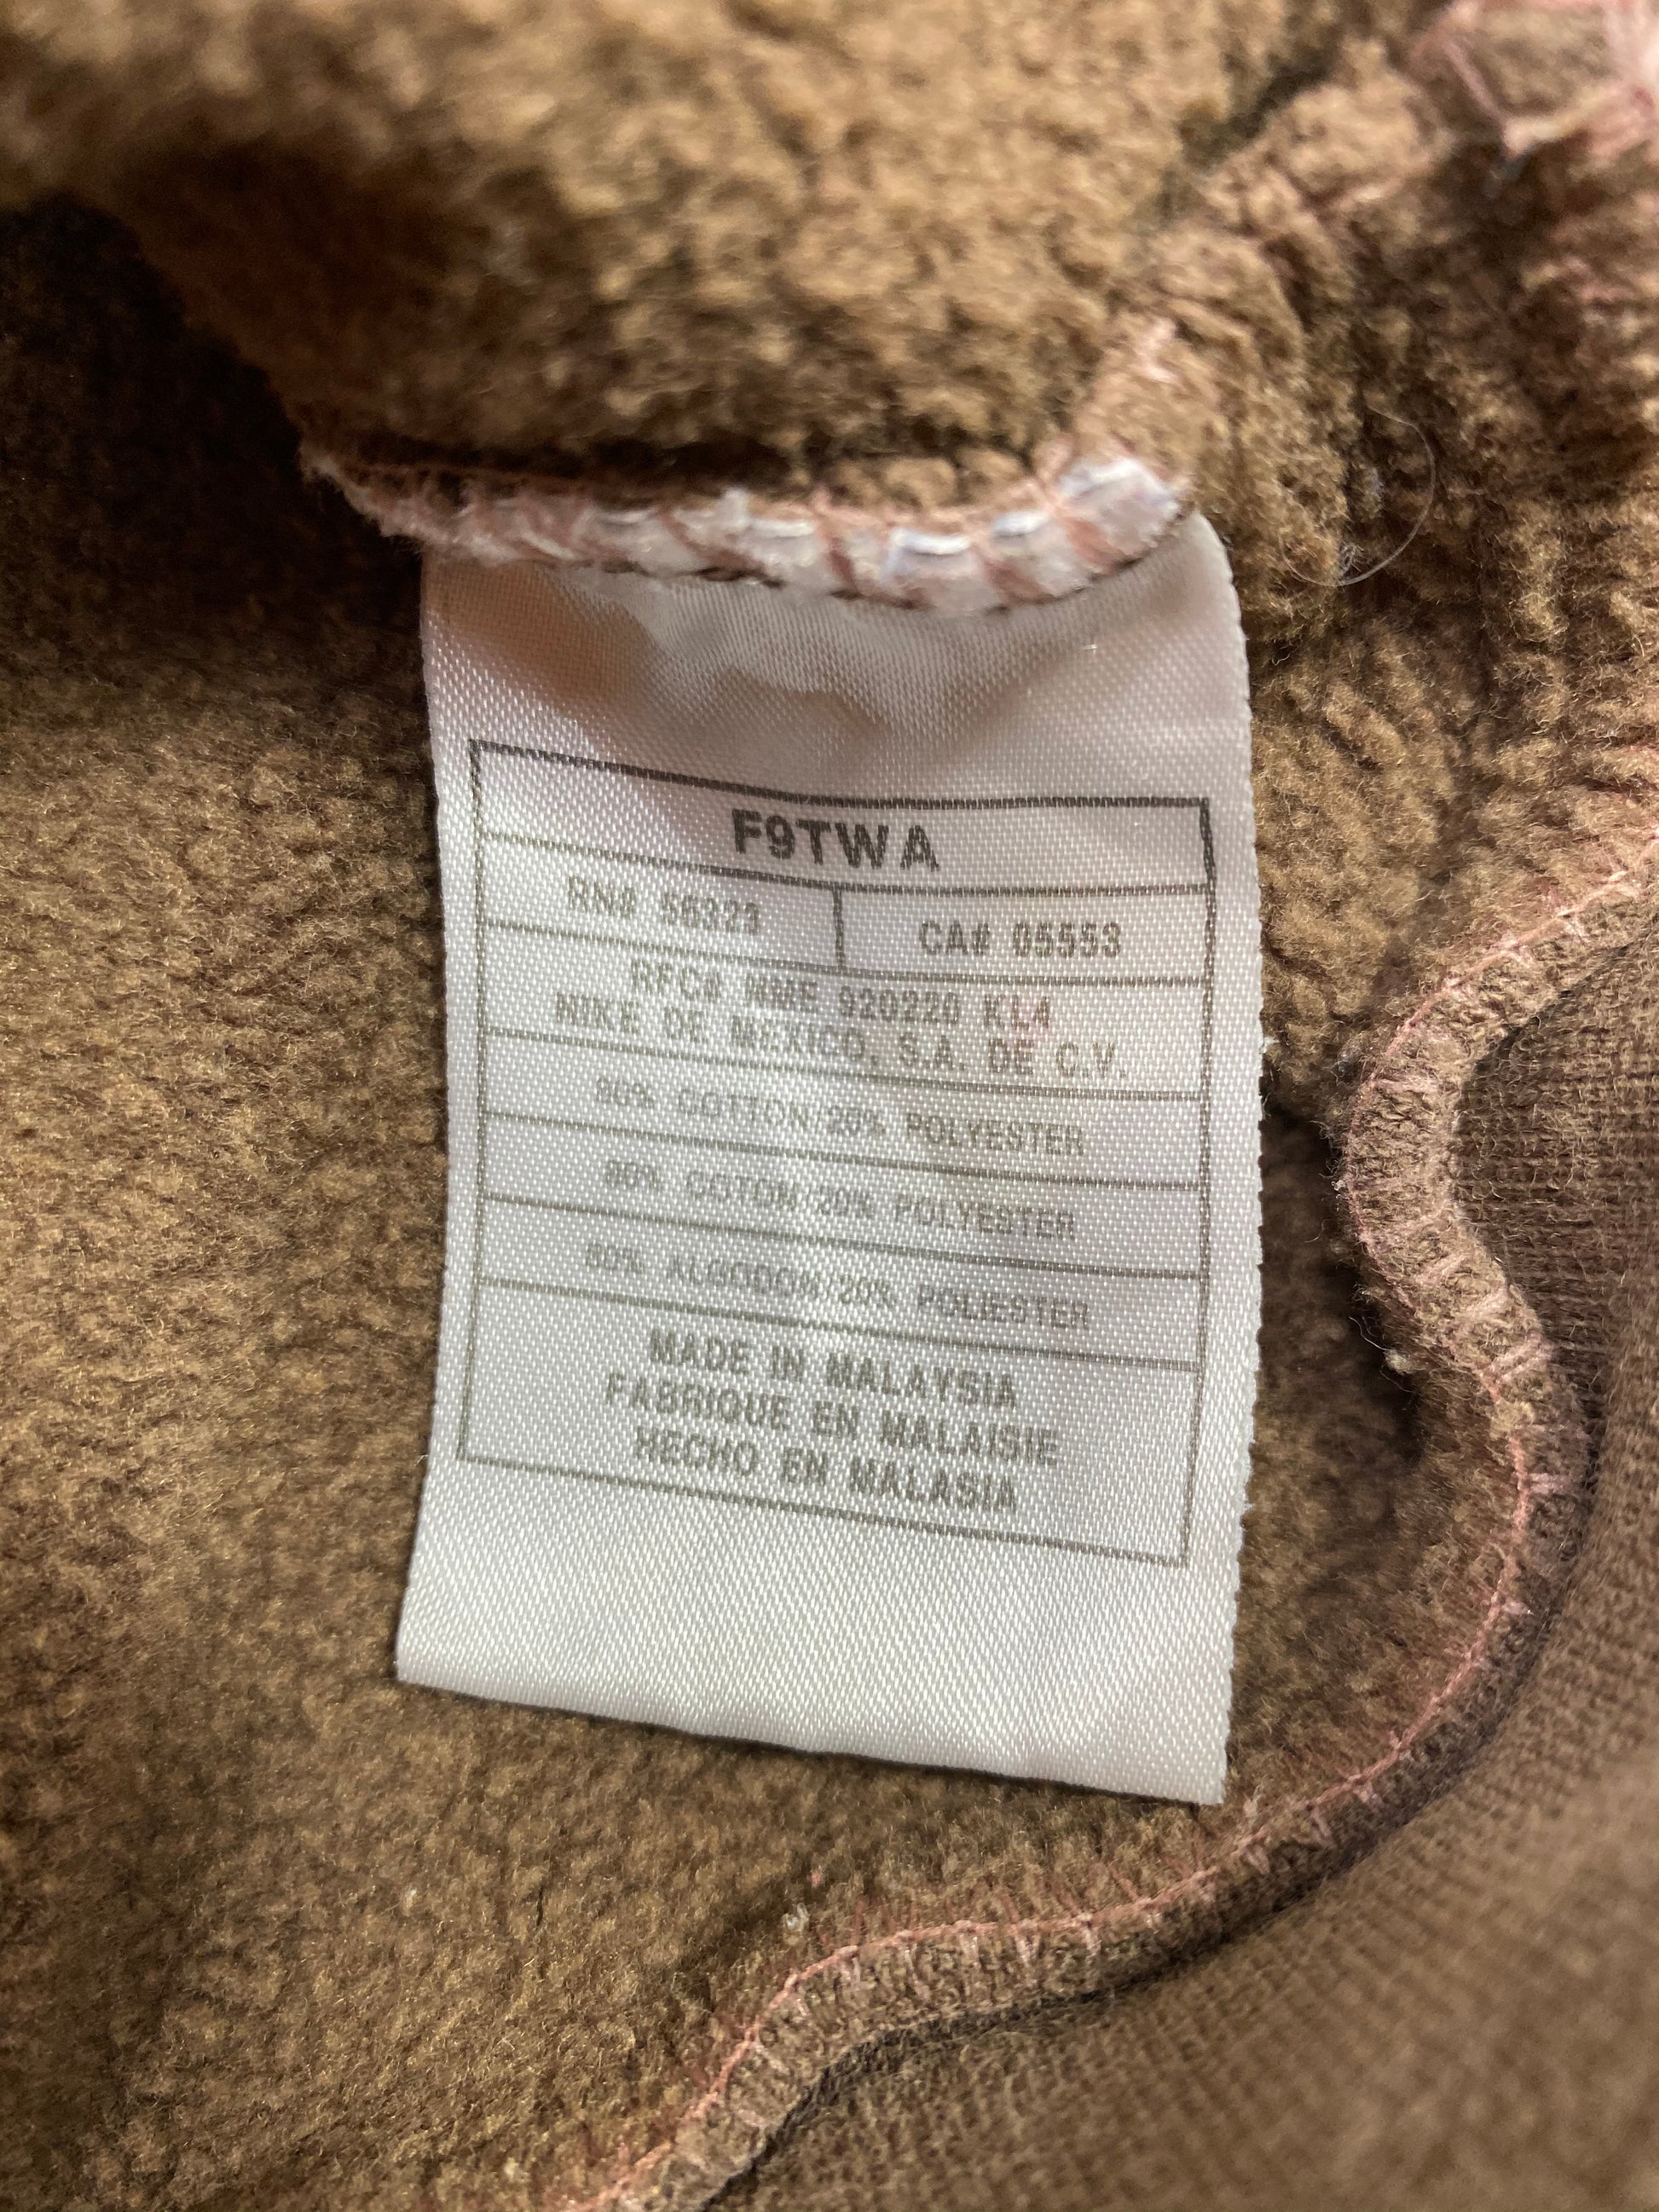 F9TWA
RN# 56323
CA# 05553
RFC# NME 920220 KL4
NIKE DE MEXICO, S.A. DE C.V.
80% COTTON/20% POLYESTER
80% COTON/20% POLYESTER
80% ALGODON/20% POLIESTER
MADE IN MALAYSIA
FABRIQUE EN MALAISIE
HECHO EN MALASIA